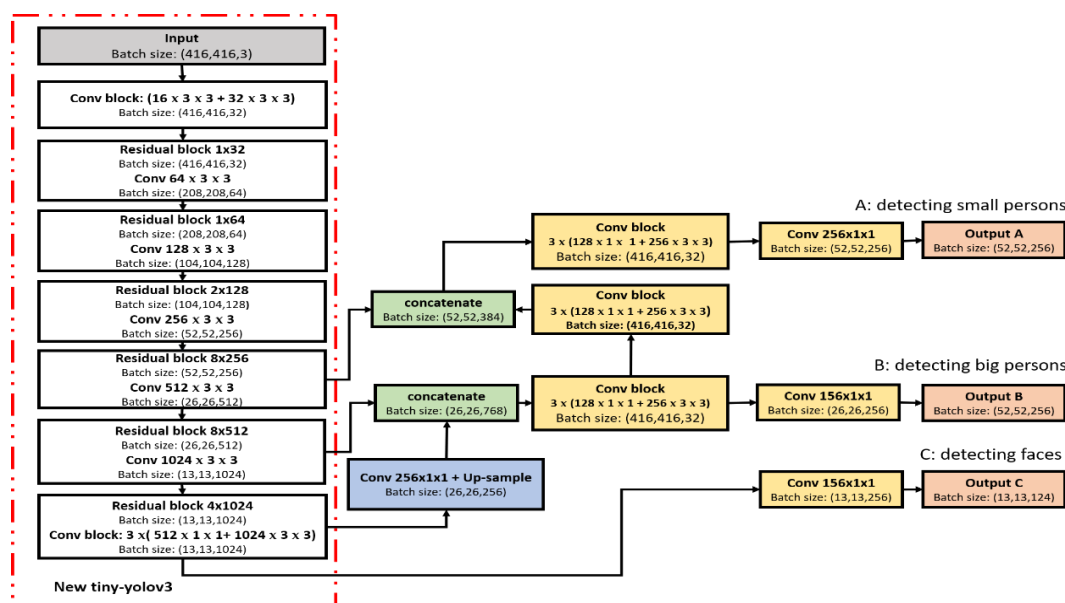 Input
Batch size: (416,416,3)
Conv block: (16 x 3 x 3 + 32 x 3 x 3)
Batch size: (416,416,32)
Residual block 1x32
Batch size: (416,416,32)
Conv 64 x 3 x 3
Batch size: (208,208,64)
Residual block 1x64
Batch size: (208,208,64)
Conv 128 x 3 x 3
Batch size: (104,104,128)
Residual block 2x128
Batch size: (104,104,128)
Conv 256 x 3 x 3
Batch size: (52,52,256)
Residual block 8x256
Batch size: (52,52,256)
Conv 512 x 3 x 3
Batch size: (26,26,512)
Residual block 8x512
Batch size: (26,26,512)
Conv 1024 x 3 x 3
Batch size: (13,13,1024)
Residual block 4x1024
Batch size: (13,13,1024)
Conv block: 3 x( 512 x 1 x 1+ 1024 x 3 x 3)
Batch size: (13,13,1024)
New tiny-yolov3
A: detecting small persons
Conv block
3 x (128 x 1 x 1 + 256 x 3 x 3)
Batch size: (416,416,32)
Conv 256x1x1
Batch size: (52,52,256)
Output A
Batch size: (52,52,256)
concatenate
Batch size: (52,52,384)
Conv block
3 x (128 x 1 x 1 + 256 x 3 x 3)
Batch size: (416,416,32)
B: detecting big persons
concatenate
Batch size: (26,26,768)
Conv block
3 x (128 x 1 x 1 + 256 x 3 x 3)
Batch size: (416,416,32)
Conv 156x1x1
Batch size: (26,26,256)
Output B
Batch size: (52,52,256)
C: detecting faces
Conv 256x1x1 + Up-sample
Batch size: (26,26,256)
Conv 156x1x1
Batch size: (13,13,256)
Output C
Batch size: (13,13,124)